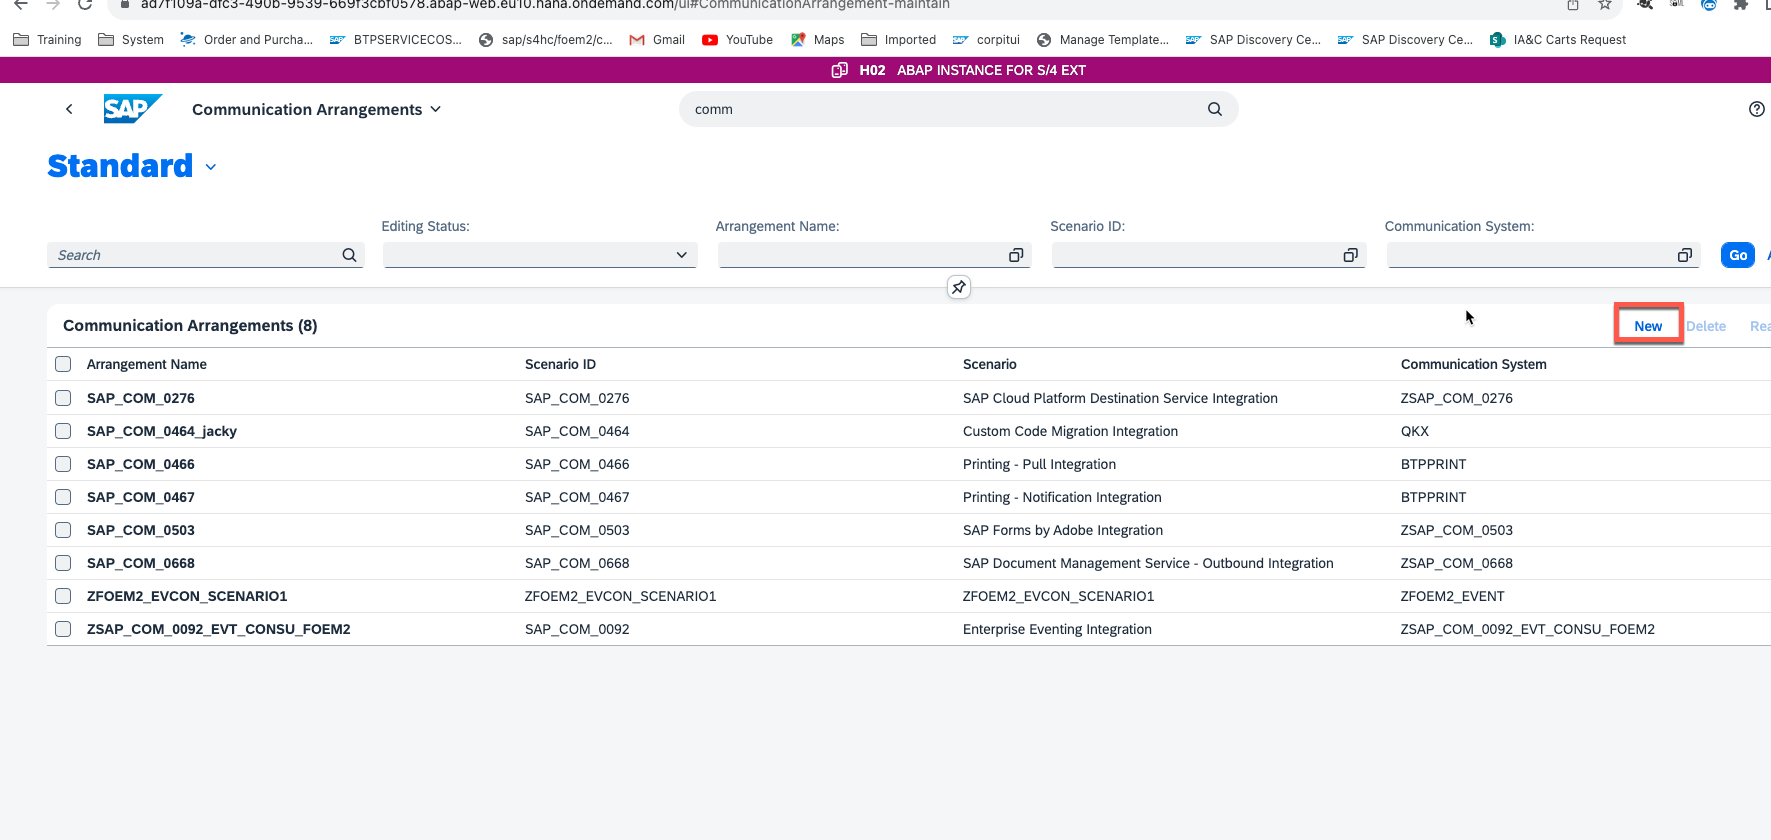 ad7f109a-dfc3-490b-9539-669f3cbf0578.abap-web.eu10.hana.ondemand.com/ui#CommunicationArrangement-maintain
Training System Order and Purcha... BTPSERVICECOS... sap/s4hc/foem2/c... Gmail YouTube Maps Imported corpitui Manage Template... SAP Discovery Ce... SAP Discovery Ce... IA&C Carts Request
H02 ABAP INSTANCE FOR S/4 EXT
SAP Communication Arrangements comm
Standard
Editing Status: Arrangement Name: Scenario ID: Communication System:
Search Go
Communication Arrangements (8) New Delete Rea
Arrangement Name Scenario ID Scenario Communication System
SAP_COM_0276 SAP_COM_0276 SAP Cloud Platform Destination Service Integration ZSAP_COM_0276
SAP_COM_0464_jacky SAP_COM_0464 Custom Code Migration Integration QKX
SAP_COM_0466 SAP_COM_0466 Printing - Pull Integration BTPPRINT
SAP_COM_0467 SAP_COM_0467 Printing - Notification Integration BTPPRINT
SAP_COM_0503 SAP_COM_0503 SAP Forms by Adobe Integration ZSAP_COM_0503
SAP_COM_0668 SAP_COM_0668 SAP Document Management Service - Outbound Integration ZSAP_COM_0668
ZFOEM2_EVCON_SCENARIO1 ZFOEM2_EVCON_SCENARIO1 ZFOEM2_EVCON_SCENARIO1 ZFOEM2_EVENT
ZSAP_COM_0092_EVT_CONSU_FOEM2 SAP_COM_0092 Enterprise Eventing Integration ZSAP_COM_0092_EVT_CONSU_FOEM2